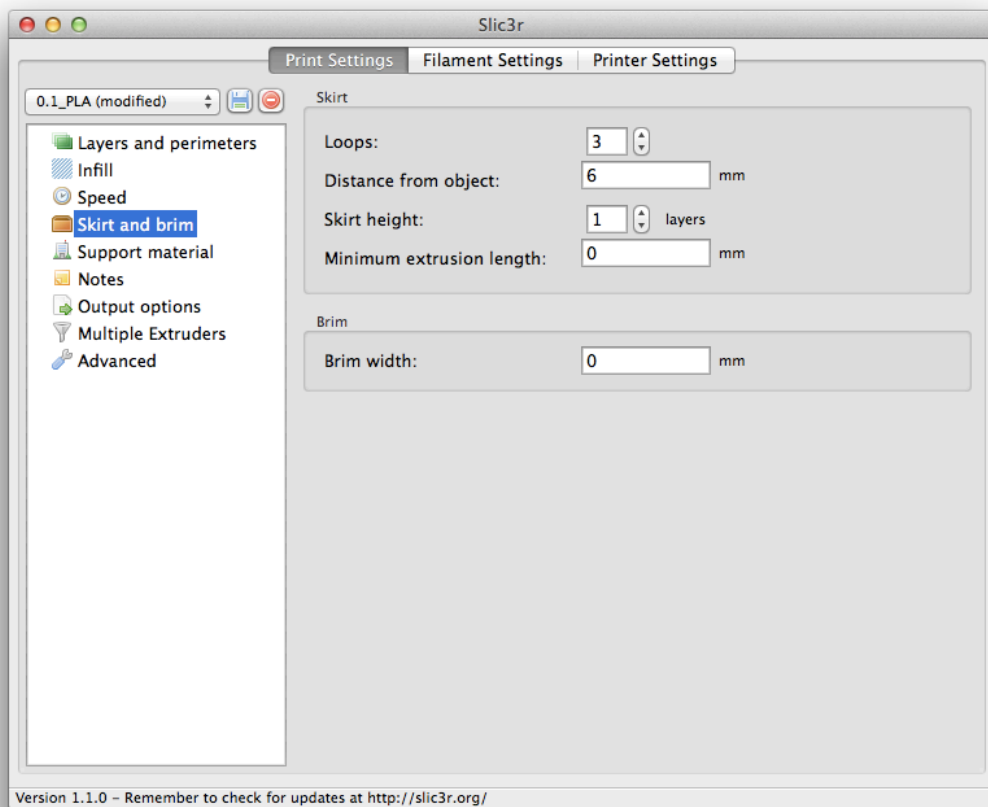 Slic3r
Print Settings Filament Settings Printer Settings
0.1_PLA (modified)
Layers and perimeters
Infill
Speed
Skirt and brim
Support material
Notes
Output options
Multiple Extruders
Advanced
Skirt
Loops: 3
Distance from object: 6 mm
Skirt height: 1 layers
Minimum extrusion length: 0 mm
Brim
Brim width: 0 mm
Version 1.1.0 – Remember to check for updates at http://slic3r.org/